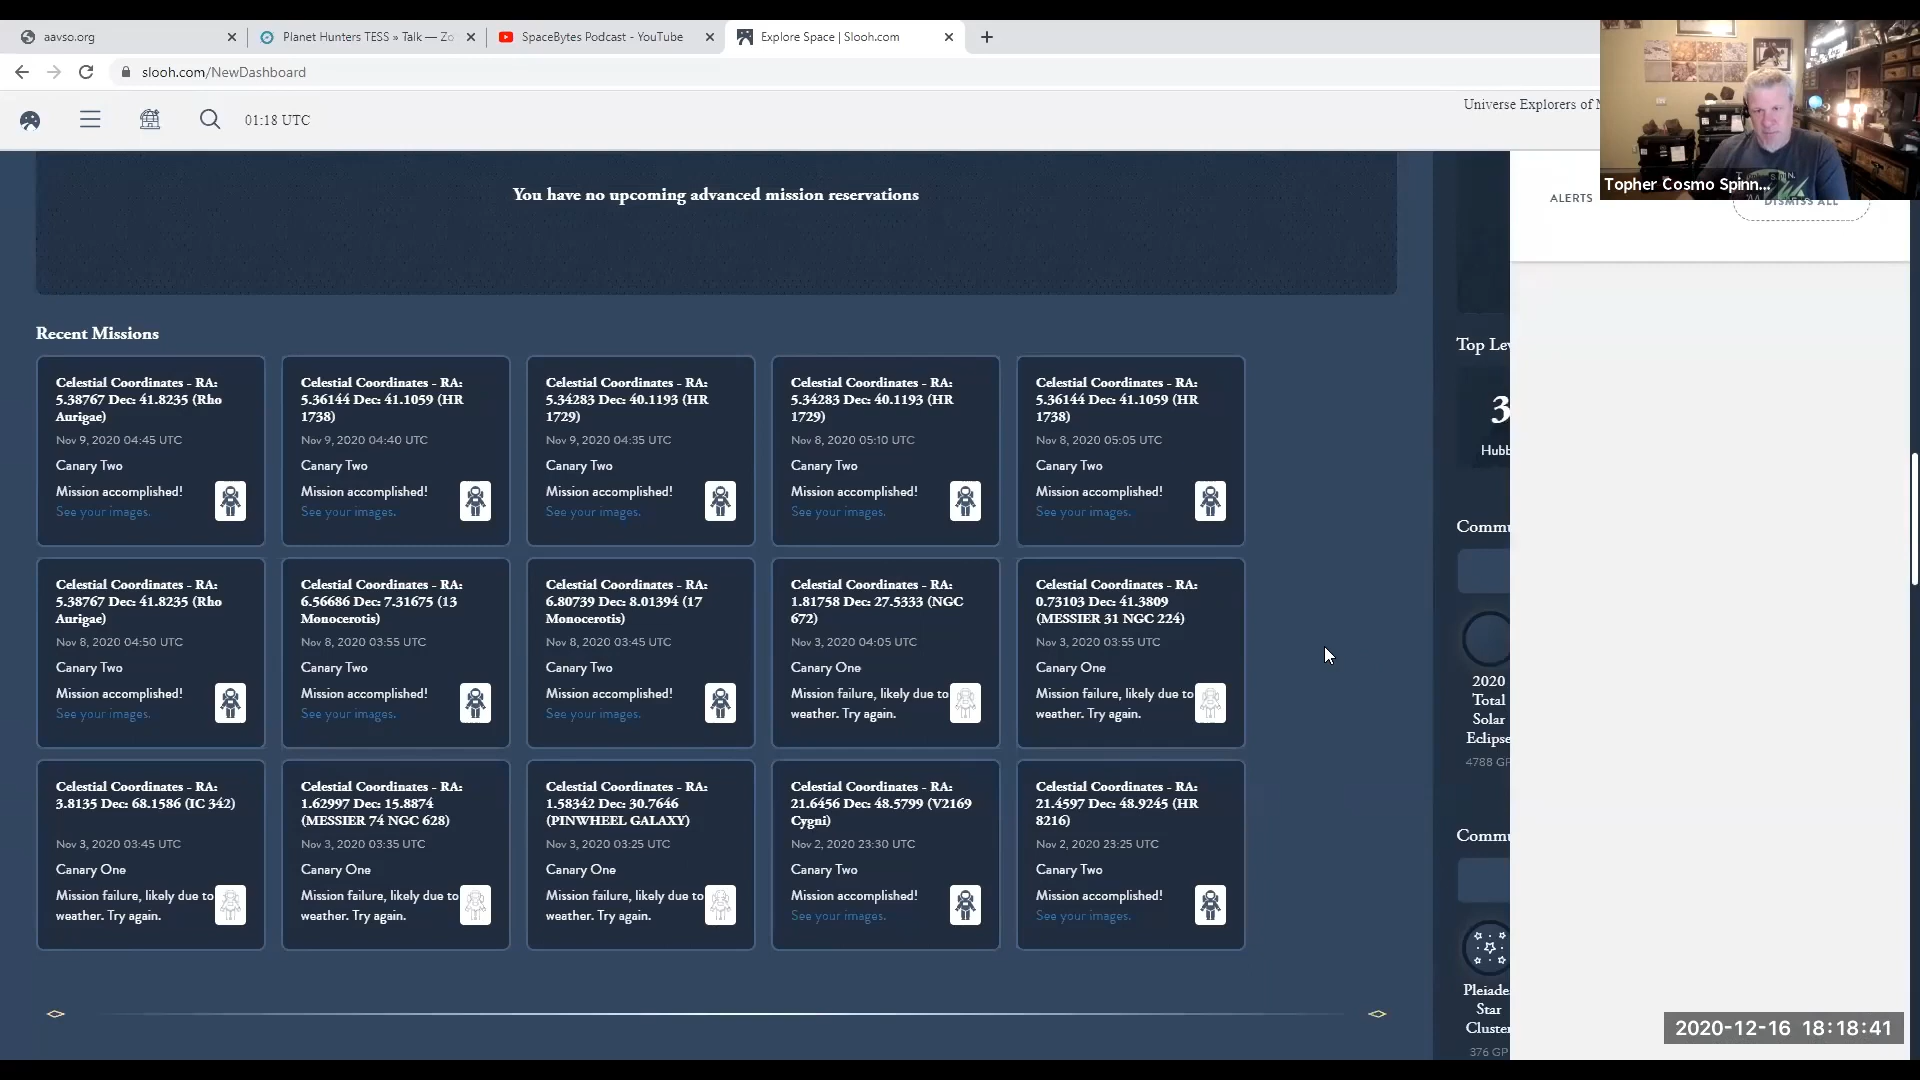 aavso.org
Planet Hunters TESS » Talk — Zo
SpaceBytes Podcast - YouTube
Explore Space | Slooh.com
slooh.com/NewDashboard
01:18 UTC
Universe Explorers of
Topher Cosmo Spinn...
ALERTS
DISMISS ALL
You have no upcoming advanced mission reservations
Recent Missions
Celestial Coordinates - RA:
5.38767 Dec: 41.8235 (Rho
Aurigae)
Nov 9, 2020 04:45 UTC
Canary Two
Mission accomplished!
See your images.
Celestial Coordinates - RA:
5.36144 Dec: 41.1059 (HR
1738)
Nov 9, 2020 04:40 UTC
Canary Two
Mission accomplished!
See your images.
Celestial Coordinates - RA:
5.34283 Dec: 40.1193 (HR
1729)
Nov 9, 2020 04:35 UTC
Canary Two
Mission accomplished!
See your images.
Celestial Coordinates - RA:
5.34283 Dec: 40.1193 (HR
1729)
Nov 8, 2020 05:10 UTC
Canary Two
Mission accomplished!
See your images.
Celestial Coordinates - RA:
5.36144 Dec: 41.1059 (HR
1738)
Nov 8, 2020 05:05 UTC
Canary Two
Mission accomplished!
See your images.
Celestial Coordinates - RA:
5.38767 Dec: 41.8235 (Rho
Aurigae)
Nov 8, 2020 04:50 UTC
Canary Two
Mission accomplished!
See your images.
Celestial Coordinates - RA:
6.56686 Dec: 7.31675 (13
Monocerotis)
Nov 8, 2020 03:55 UTC
Canary Two
Mission accomplished!
See your images.
Celestial Coordinates - RA:
6.80739 Dec: 8.01394 (17
Monocerotis)
Nov 8, 2020 03:45 UTC
Canary Two
Mission accomplished!
See your images.
Celestial Coordinates - RA:
1.81758 Dec: 27.5333 (NGC
672)
Nov 3, 2020 04:05 UTC
Canary One
Mission failure, likely due to
weather. Try again.
Celestial Coordinates - RA:
0.73103 Dec: 41.3809
(MESSIER 31 NGC 224)
Nov 3, 2020 03:55 UTC
Canary One
Mission failure, likely due to
weather. Try again.
Celestial Coordinates - RA:
3.8135 Dec: 68.1586 (IC 342)
Nov 3, 2020 03:45 UTC
Canary One
Mission failure, likely due to
weather. Try again.
Celestial Coordinates - RA:
1.62997 Dec: 15.8874
(MESSIER 74 NGC 628)
Nov 3, 2020 03:35 UTC
Canary One
Mission failure, likely due to
weather. Try again.
Celestial Coordinates - RA:
1.58342 Dec: 30.7646
(PINWHEEL GALAXY)
Nov 3, 2020 03:25 UTC
Canary One
Mission failure, likely due to
weather. Try again.
Celestial Coordinates - RA:
21.6456 Dec: 48.5799 (V2169
Cygni)
Nov 2, 2020 23:30 UTC
Canary Two
Mission accomplished!
See your images.
Celestial Coordinates - RA:
21.4597 Dec: 48.9245 (HR
8216)
Nov 2, 2020 23:25 UTC
Canary Two
Mission accomplished!
See your images.
Top Lev
3
Hubb
Commu
2020
Total
Solar
Eclipse
4788 GP
Commu
Pleiade
Star
Cluster
376 GP
2020-12-16 18:18:41